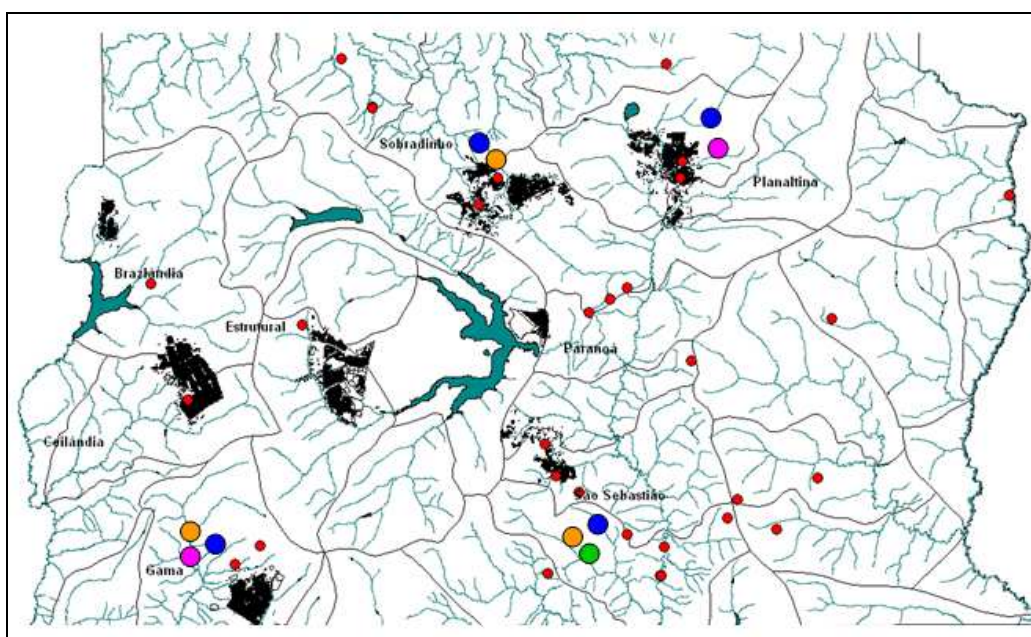 Sobradinho
Planaltina
Brazlândia
Estrutural
Paranoá
Ceilândia
São Sebastião
Gama